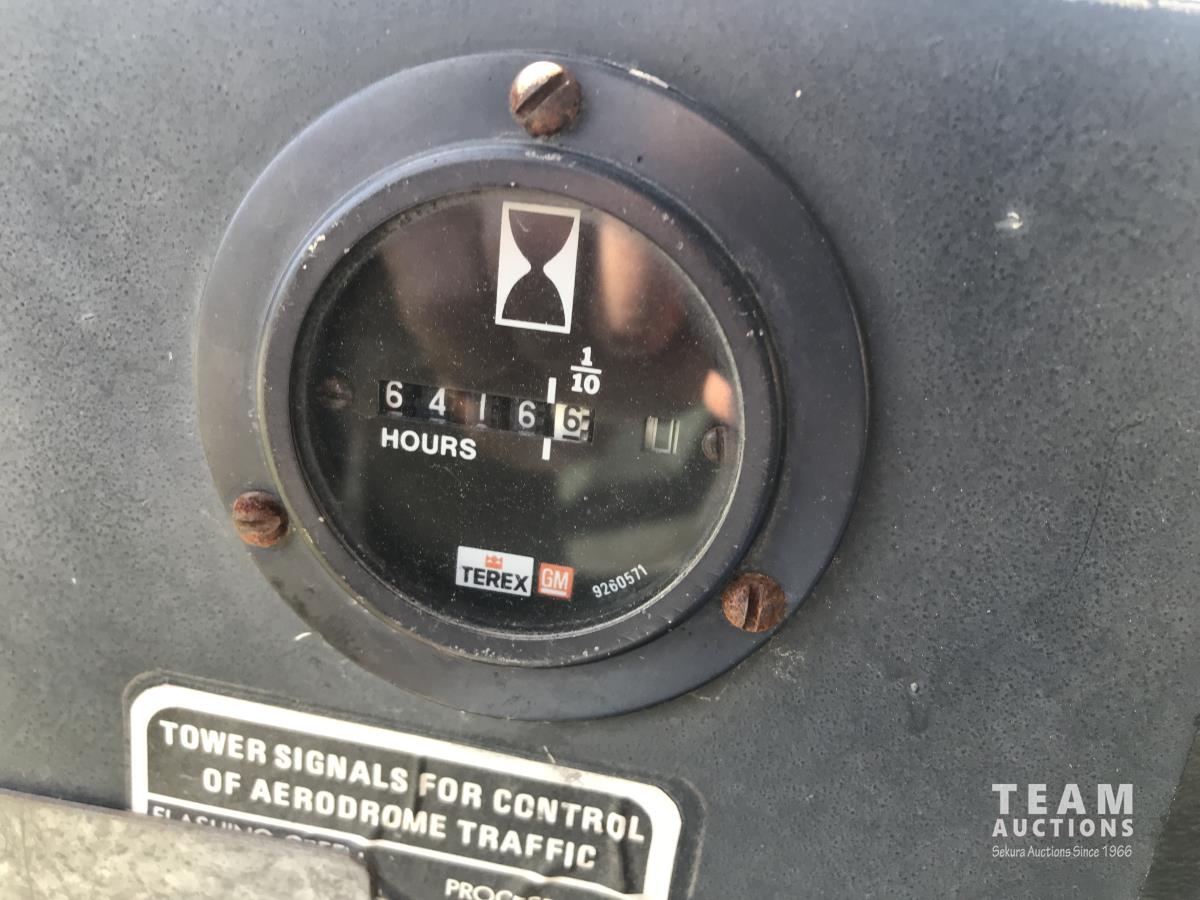 1/10
6 4 1 6 6
HOURS
TEREX GM 9260571
TOWER SIGNALS FOR CONTROL
OF AERODROME TRAFFIC
FLASHING
TEAM
AUCTIONS
Sekura Auctions Since 1966